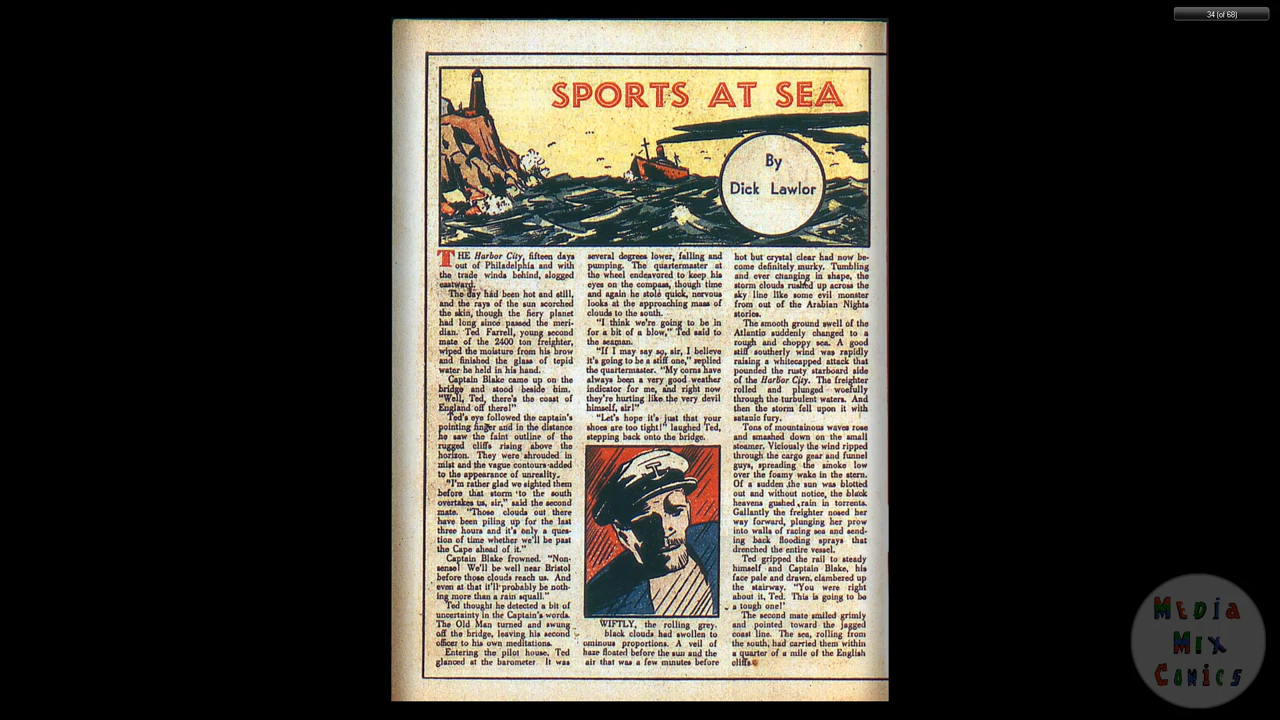 34 (of 68)
SPORTS AT SEA
By
Dick Lawlor
THE Harbor City, fifteen days
out of Philadelphia and with
the trade winds behind, slogged
eastward.
The day had been hot and still,
and the rays of the sun scorched
the skin, though the fiery planet
had long since passed the meri-
dian. Ted Farrell, young second
mate of the 2400 ton freighter,
wiped the moisture from his brow
and finished the glass of tepid
water he held in his hand.
Captain Blake came up on the
bridge and stood beside him.
"Well, Ted, there's the coast of
England off there!"
Ted's eye followed the captain's
pointing finger and in the distance
he saw the faint outline of the
rugged cliffs rising above the
horizon. They were shrouded in
mist and the vague contours added
to the appearance of unreality.
"I'm rather glad we sighted them
before that storm to the south
overtakes us, sir," said the second
mate. "Those clouds out there
have been piling up for the last
three hours and it's only a ques-
tion of time whether we'll be past
the Cape ahead of it."
Captain Blake frowned. "Non-
sense! We'll be well near Bristol
before those clouds reach us. And
even at that it'll probably be noth-
ing more than a rain squall."
Ted thought he detected a bit of
uncertainty in the Captain's words.
The Old Man turned and swung
off the bridge, leaving his second
officer to his own meditations.
Entering the pilot house, Ted
glanced at the barometer. It was
several degrees lower, falling and
pumping. The quartermaster at
the wheel endeavored to keep his
eyes on the compass, though time
and again he stole quick, nervous
looks at the approaching mass of
clouds to the south.
"I think we're going to be in
for a bit of a blow," Ted said to
the seaman.
"If I may say so, sir, I believe
it's going to be a stiff one," replied
the quartermaster. "My corns have
always been a very good weather
indicator for me, and right now
they're hurting like the very devil
himself, sir!"
"Let's hope it's just that your
shoes are too tight!" laughed Ted,
stepping back onto the bridge.
WIFTLY, the rolling grey.
black clouds had swollen to
ominous proportions. A veil of
haze floated before the sun and the
air that was a few minutes before
hot but crystal clear had now be-
come definitely murky. Tumbling
and ever changing in shape, the
storm clouds rushed up across the
sky line like some evil monster
from out of the Arabian Nights
stories.
The smooth ground swell of the
Atlantic suddenly changed to a
rough and choppy sea. A good
stiff southerly wind was rapidly
raising a whitecapped attack that
pounded the rusty starboard side
of the Harbor City. The freighter
rolled and plunged woefully
through the turbulent waters. And
then the storm fell upon it with
satanic fury.
Tons of mountainous waves rose
and smashed down on the small
steamer. Viciously the wind ripped
through the cargo gear and funnel
guys, spreading the smoke low
over the foamy wake in the stern.
Of a sudden the sun was blotted
out and without notice, the black
heavens gushed rain in torrents.
Gallantly the freighter nosed her
way forward, plunging her prow
into walls of racing sea and send-
ing back flooding sprays that
drenched the entire vessel.
Ted gripped the rail to steady
himself and Captain Blake, his
face pale and drawn, clambered up
the stairway. "You were right
about it, Ted. This is going to be
a tough one!"
The second mate smiled grimly
and pointed toward the jagged
coast line. The sea, rolling from
the south, had carried them within
a quarter of a mile of the English
cliffs.
MEDIA
MIX
COMICS